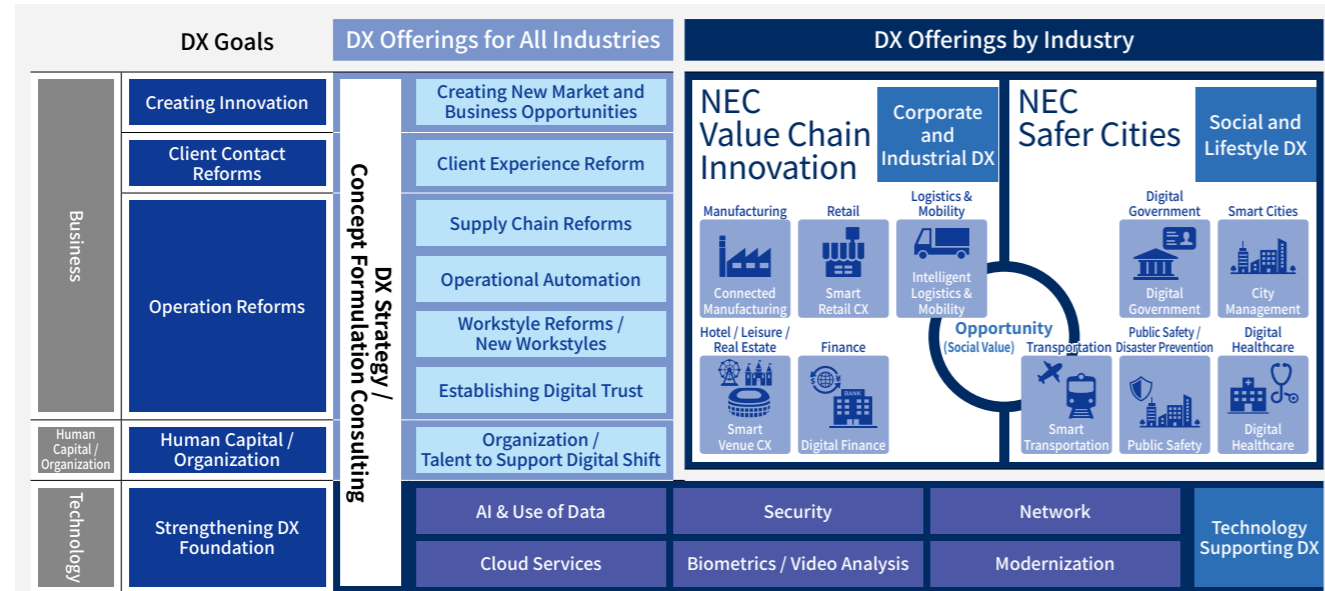 DX Goals
DX Offerings for All Industries
DX Offerings by Industry
Business
Creating Innovation
Client Contact
Reforms
Operation Reforms
Human
Capital /
Organization
Human Capital /
Organization
Technology
Strengthening DX
Foundation
DX Strategy /
Concept Formulation Consulting
Creating New Market and
Business Opportunities
Client Experience Reform
Supply Chain Reforms
Operational Automation
Workstyle Reforms /
New Workstyles
Establishing Digital Trust
Organization /
Talent to Support Digital Shift
NEC
Value Chain
Innovation
Corporate
and
Industrial DX
Manufacturing
Connected
Manufacturing
Retail
Smart
Retail CX
Logistics &
Mobility
Intelligent
Logistics &
Mobility
Hotel / Leisure /
Real Estate
Smart
Venue CX
Finance
BANK
Digital Finance
Opportunity
(Social Value)
NEC
Safer Cities
Social and
Lifestyle DX
Digital
Government
Digital
Government
Smart Cities
City
Management
Transportation
Smart
Transportation
Public Safety /
Disaster Prevention
Public Safety
Digital
Healthcare
Digital
Healthcare
AI & Use of Data
Security
Network
Cloud Services
Biometrics / Video Analysis
Modernization
Technology
Supporting DX